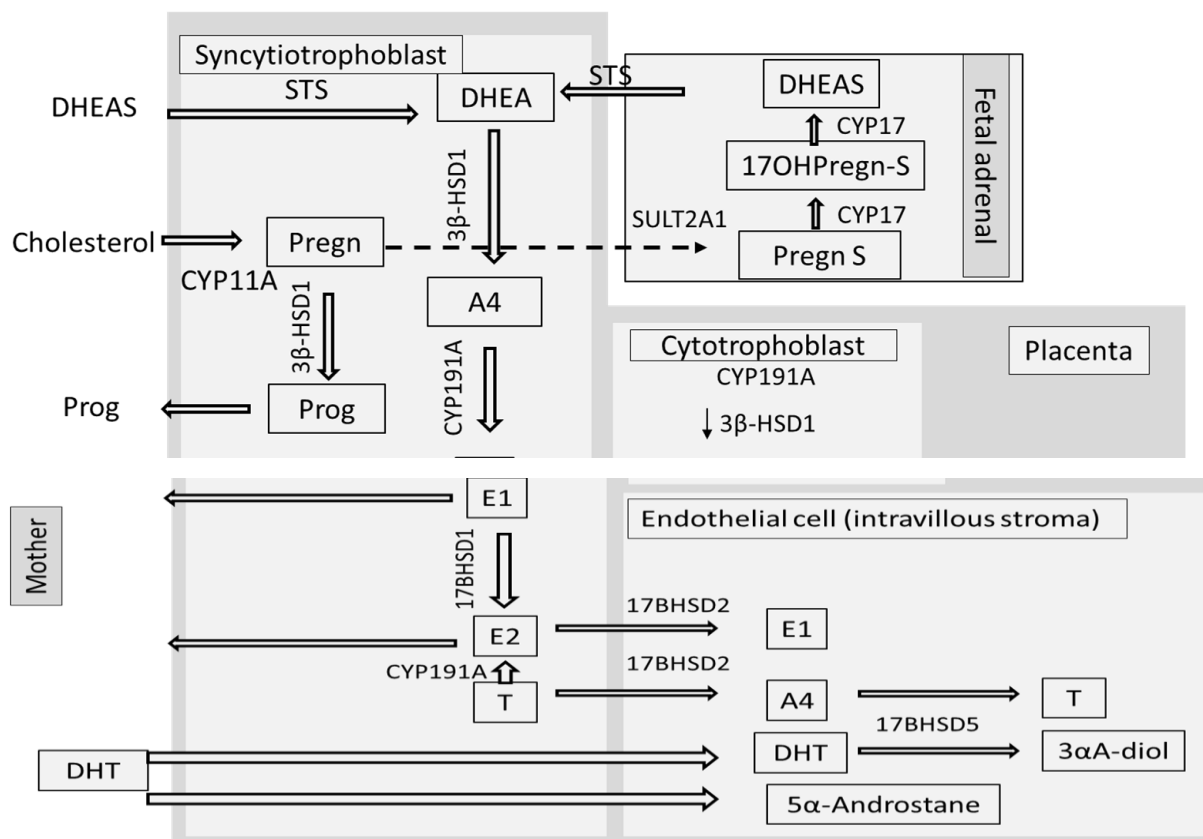 Syncytiotrophoblast
STS
DHEAS
DHEA
STS
DHEAS
CYP17
17OHPregn-S
CYP17
Pregn S
SULT2A1
Fetal adrenal
3β-HSD1
Cholesterol
Pregn
CYP11A
3β-HSD1
A4
CYP191A
Prog
Prog
Cytotrophoblast
CYP191A
3β-HSD1
Placenta
Mother
E1
17BHSD1
Endothelial cell (intravillous stroma)
E2
17BHSD2
E1
CYP191A
T
17BHSD2
A4
T
17BHSD5
DHT
DHT
3αA-diol
5α-Androstane